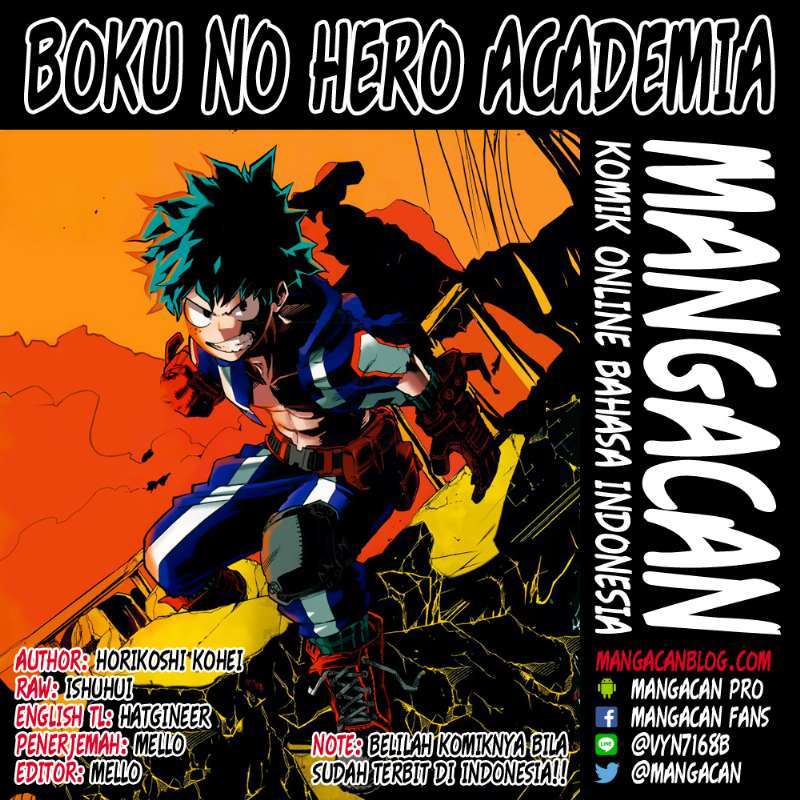 BOKU NO HERO ACADEMIA
MANGACAN
KOMIK ONLINE BAHASA INDONESIA
AUTHOR: HORIKOSHI KOHEI
RAW: ISHUHUI
ENGLISH TL: HATGINEER
PENERJEMAH: MELLO
EDITOR: MELLO
NOTE: BELILAH KOMIKNYA BILA
SUDAH TERBIT DI INDONESIA!!
MANGACANBLOG.COM
MANGACAN PRO
MANGACAN FANS
@VYN7168B
@MANGACAN